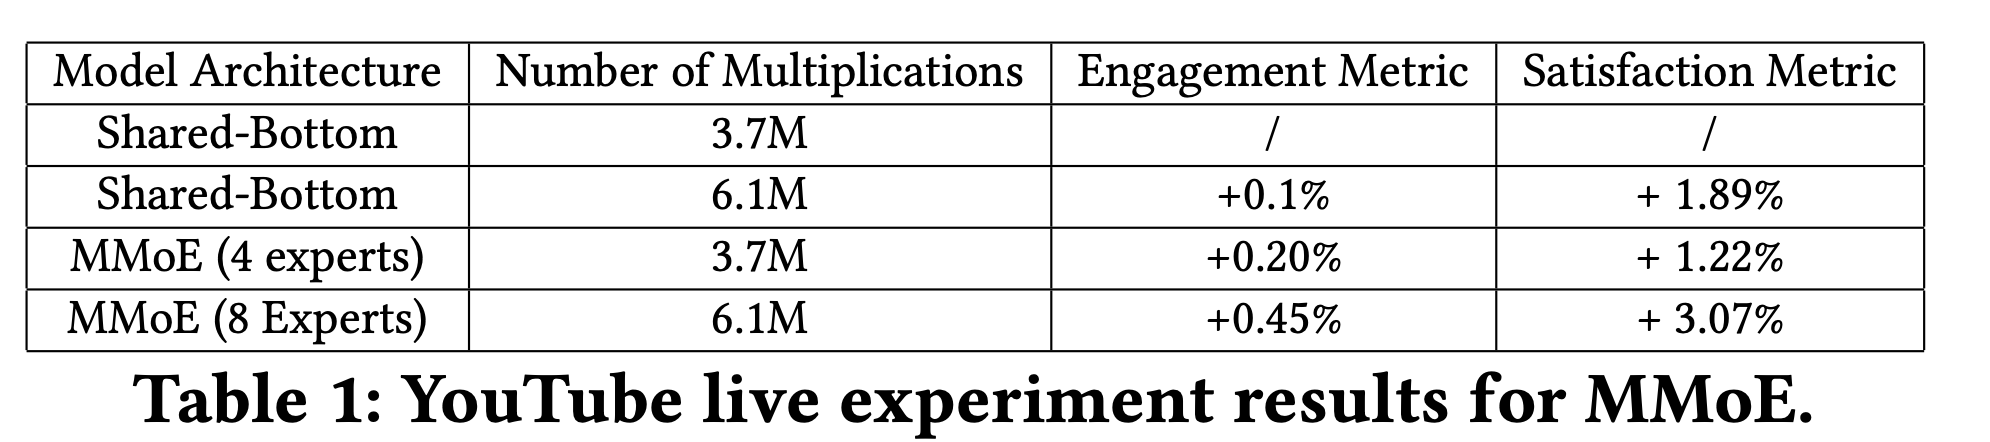 Model Architecture Number of Multiplications Engagement Metric Satisfaction Metric
Shared-Bottom 3.7M / /
Shared-Bottom 6.1M +0.1% + 1.89%
MMoE (4 experts) 3.7M +0.20% + 1.22%
MMoE (8 Experts) 6.1M +0.45% + 3.07%
Table 1: YouTube live experiment results for MMoE.